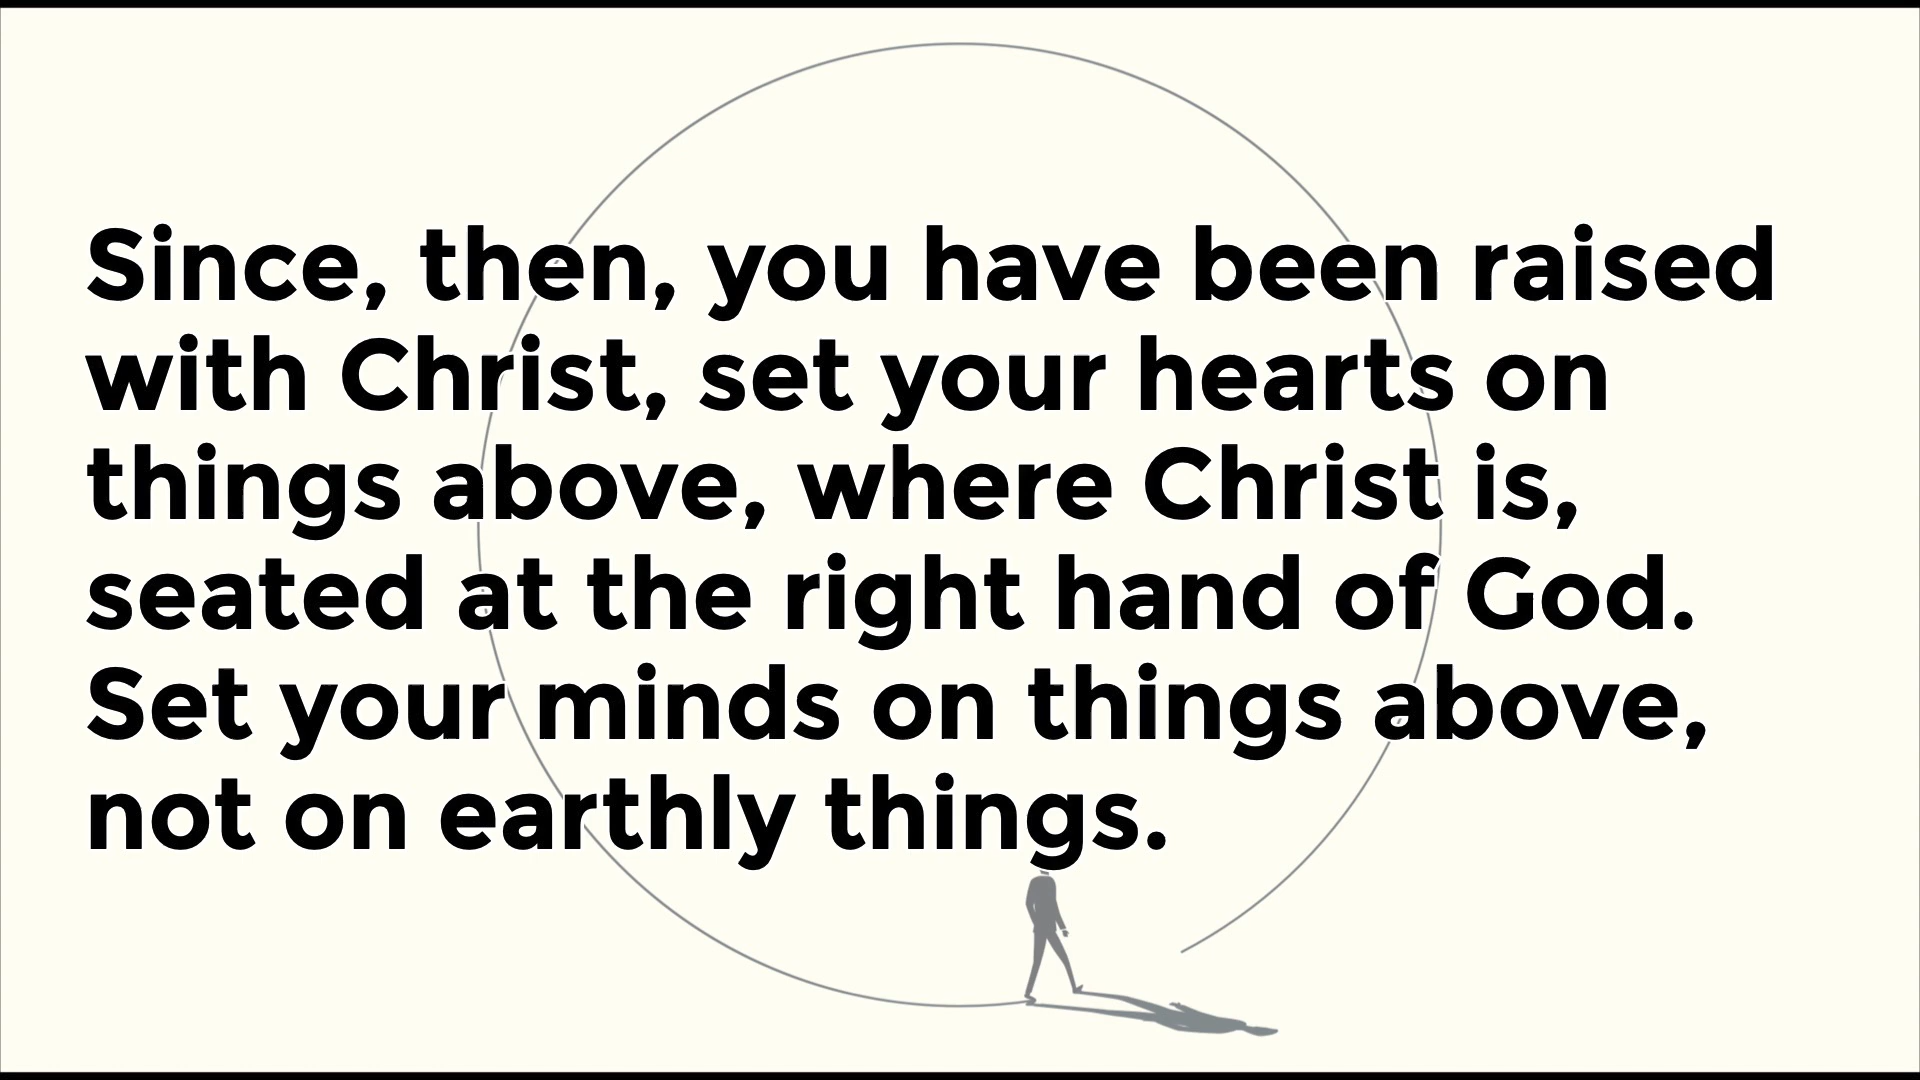 Since, then, you have been raised
with Christ, set your hearts on
things above, where Christ is,
seated at the right hand of God.
Set your minds on things above,
not on earthly things.